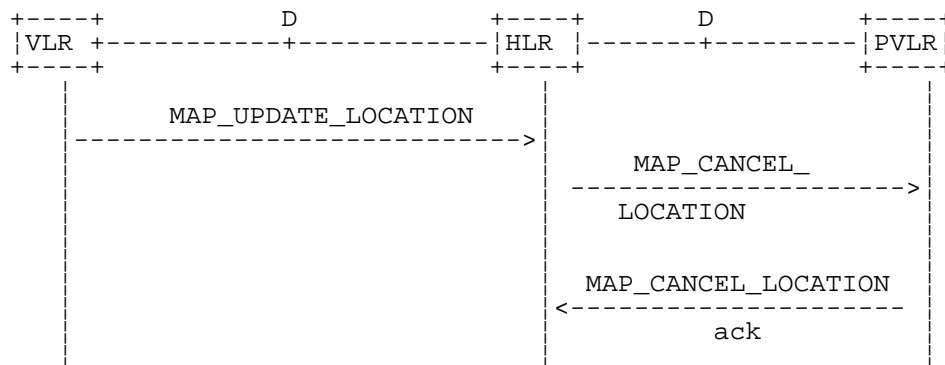 D D
VLR HLR PVLR
MAP_UPDATE_LOCATION
MAP_CANCEL_
LOCATION
MAP_CANCEL_LOCATION
ack